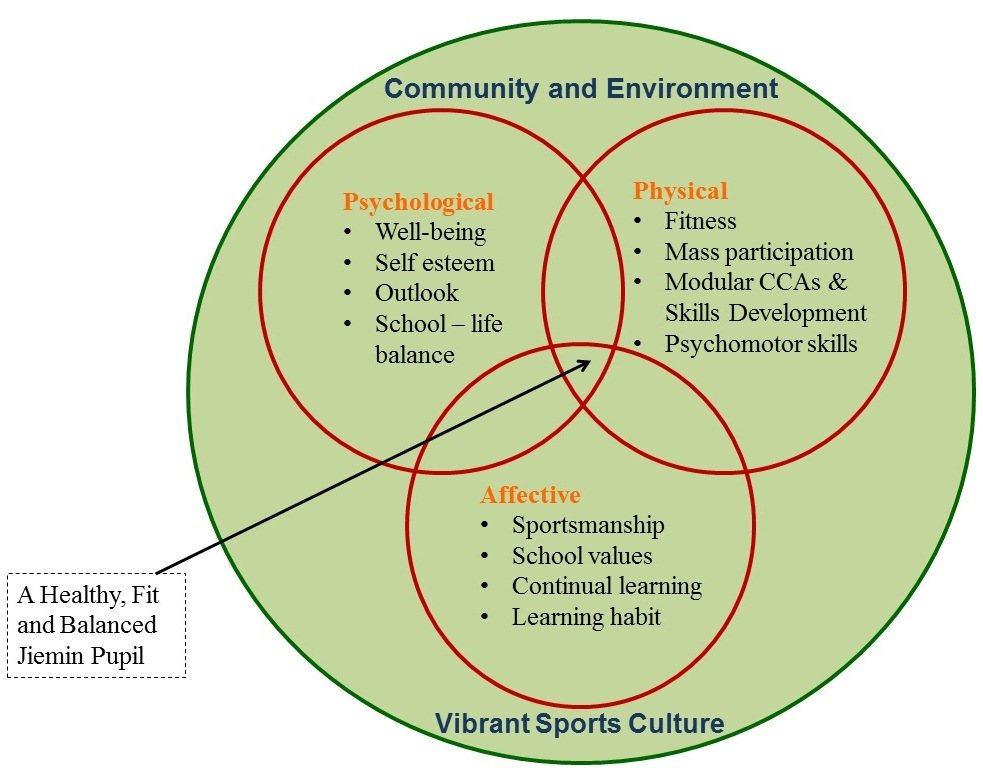 Community and Environment
Psychological
• Well-being
• Self esteem
• Outlook
• School – life
balance
Physical
• Fitness
• Mass participation
• Modular CCAs &
Skills Development
• Psychomotor skills
Affective
• Sportsmanship
• School values
• Continual learning
• Learning habit
A Healthy, Fit
and Balanced
Jiemin Pupil
Vibrant Sports Culture